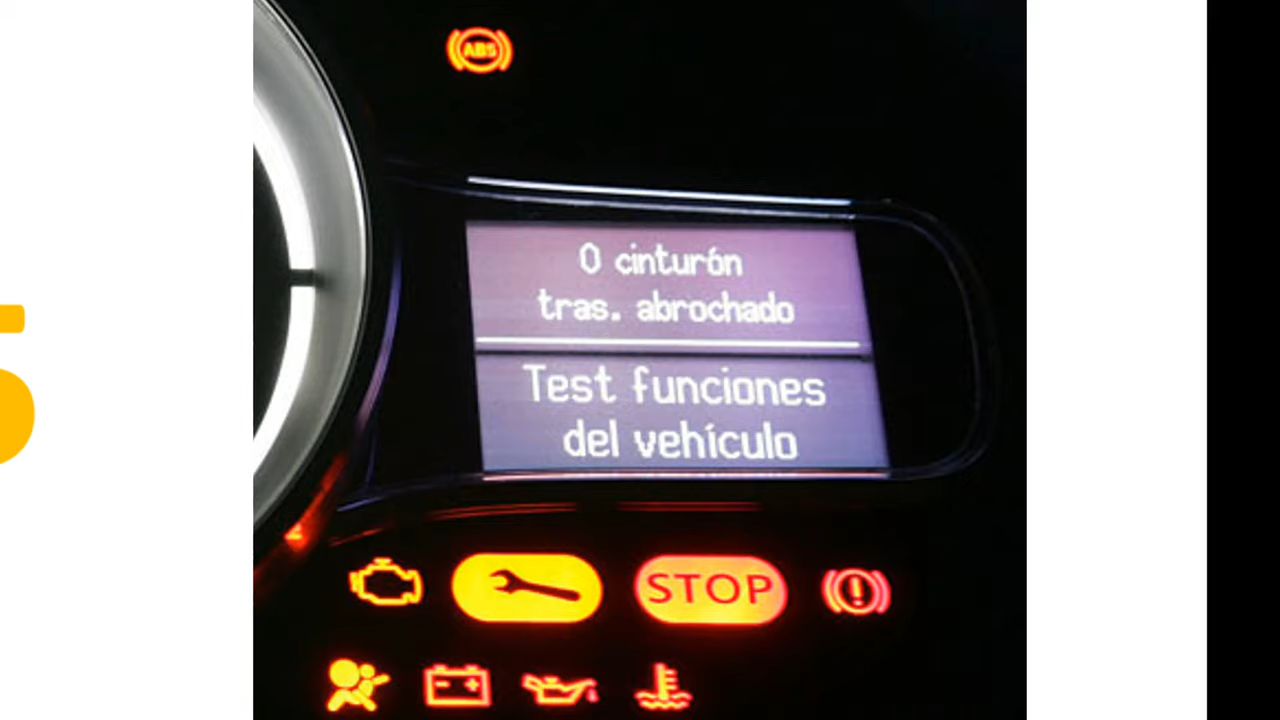 ABS
0 cinturón
tras. abrochado
Test funciones
del vehículo
STOP